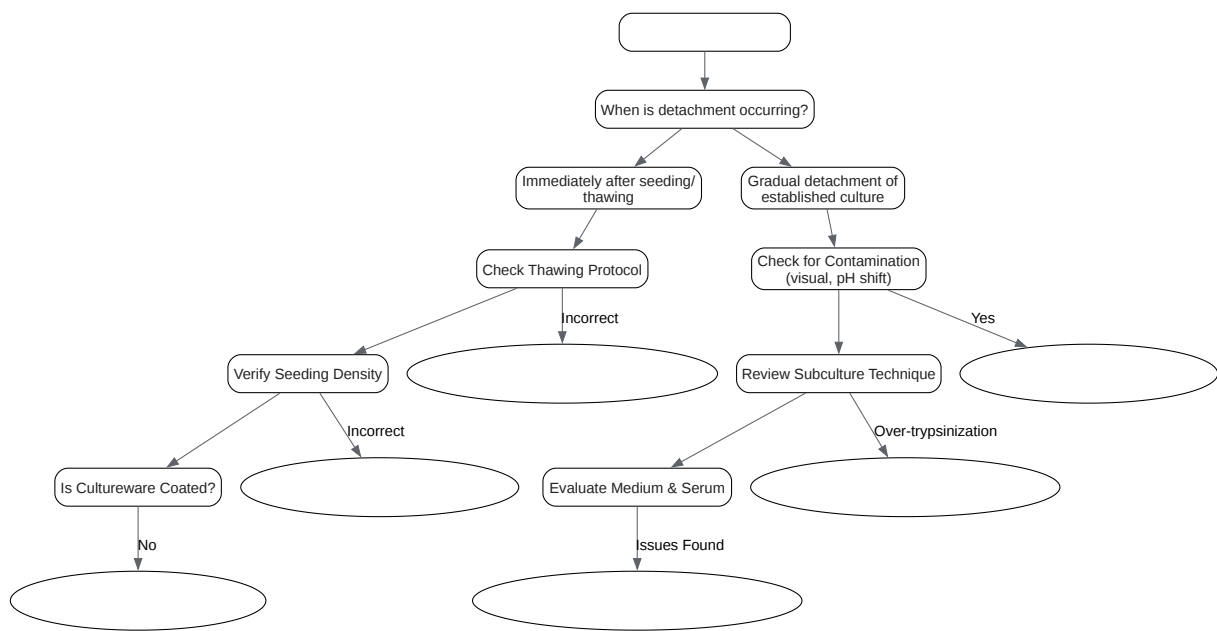 When is detachment occurring?
Immediately after seeding/
thawing
Gradual detachment of
established culture
Check Thawing Protocol
Check for Contamination
(visual, pH shift)
Incorrect
Yes
Verify Seeding Density
Review Subculture Technique
Incorrect
Over-trypsinization
Is Cultureware Coated?
Evaluate Medium & Serum
No
Issues Found